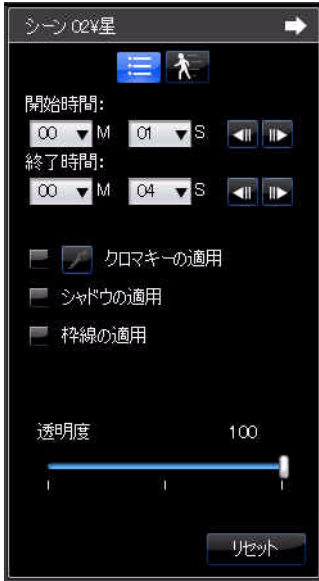 シーン 02¥星
開始時間:
00 M 01 S
終了時間:
00 M 04 S
クロマキーの適用
シャドウの適用
枠線の適用
透明度 100
リセット